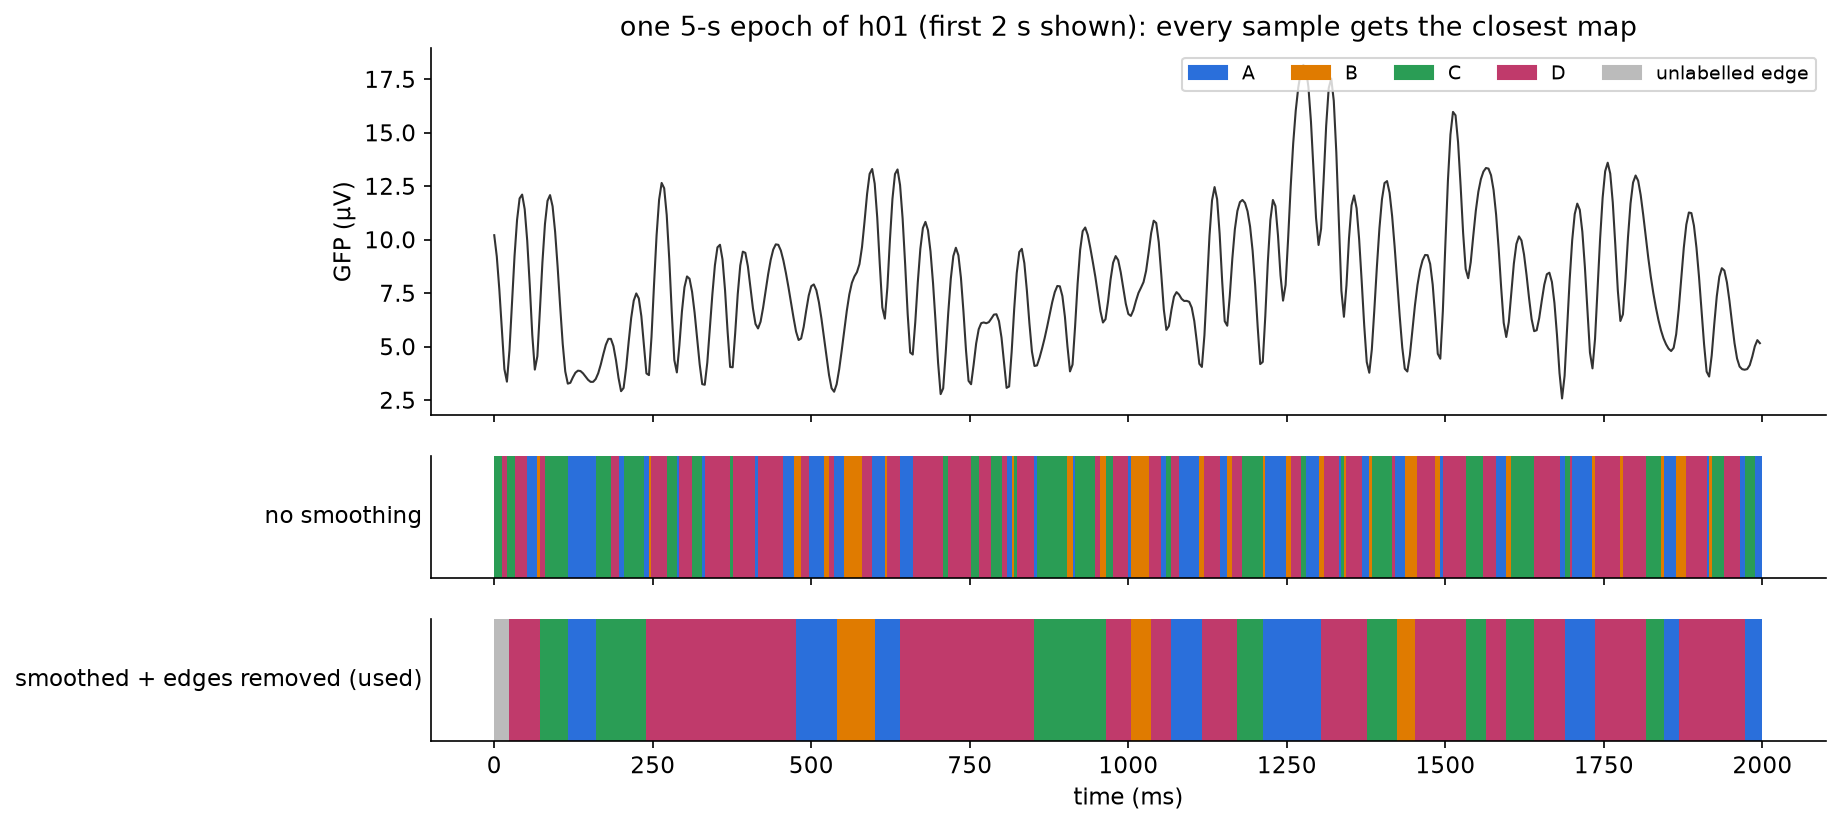 one 5-s epoch of h01 (first 2 s shown): every sample gets the closest map
A B C D unlabelled edge
GFP (µV)
17.5
15.0
12.5
10.0
7.5
5.0
2.5
no smoothing
smoothed + edges removed (used)
0 250 500 750 1000 1250 1500 1750 2000
time (ms)